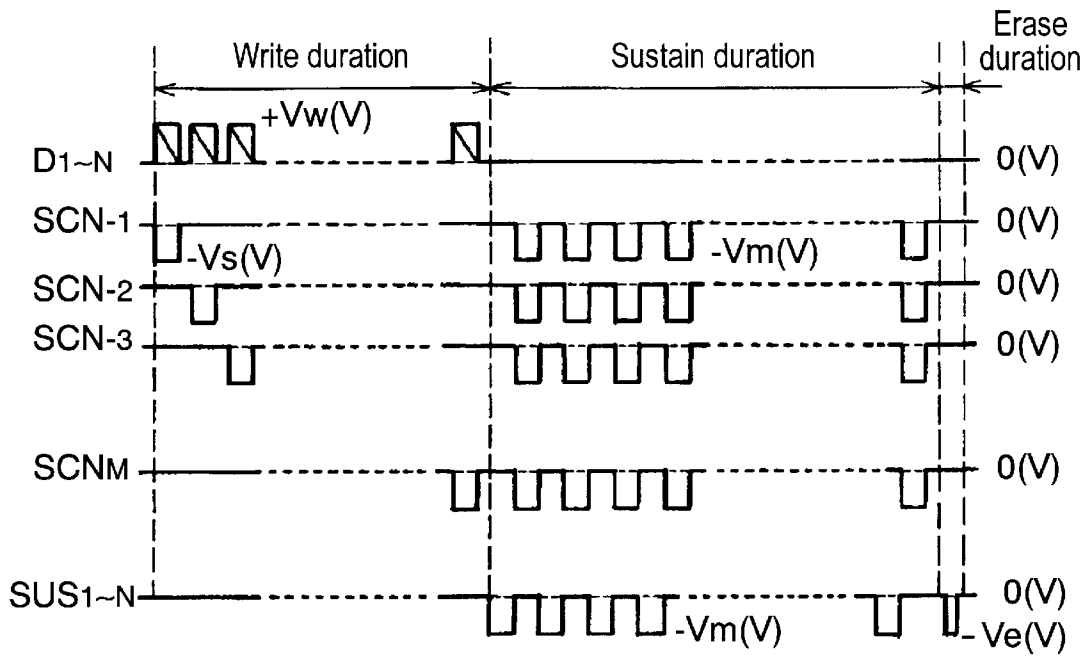 Write duration
Sustain duration
Erase
duration
+Vw(V)
D1~N
0(V)
SCN-1
-Vs(V)
-Vm(V)
0(V)
SCN-2
0(V)
SCN-3
0(V)
SCNM
0(V)
SUS1~N
-Vm(V)
0(V)
-Ve(V)